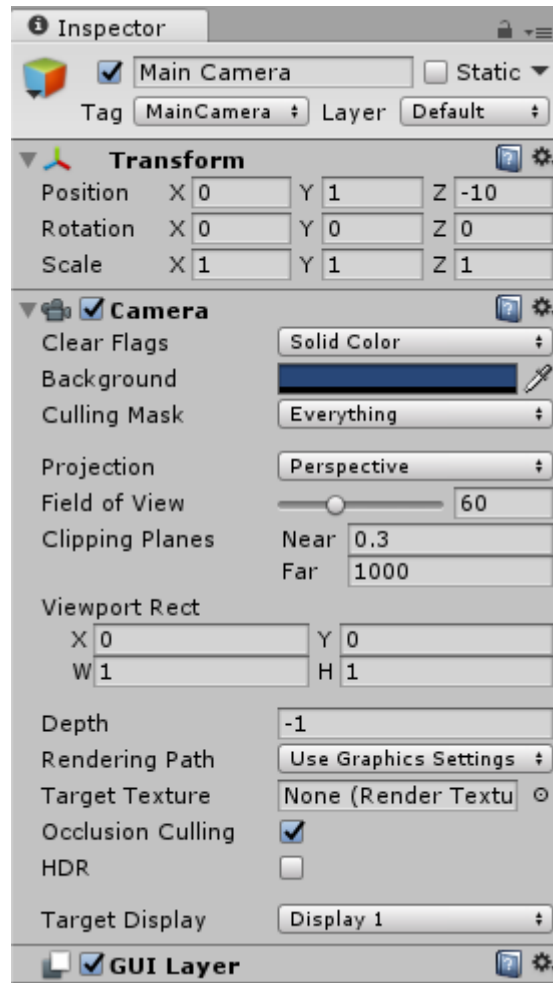 Inspector
Main Camera Static
Tag MainCamera Layer Default
Transform
Position X 0 Y 1 Z -10
Rotation X 0 Y 0 Z 0
Scale X 1 Y 1 Z 1
Camera
Clear Flags Solid Color
Background
Culling Mask Everything
Projection Perspective
Field of View 60
Clipping Planes Near 0.3
Far 1000
Viewport Rect
X 0 Y 0
W 1 H 1
Depth -1
Rendering Path Use Graphics Settings
Target Texture None (Render Textu
Occlusion Culling
HDR
Target Display Display 1
GUI Layer